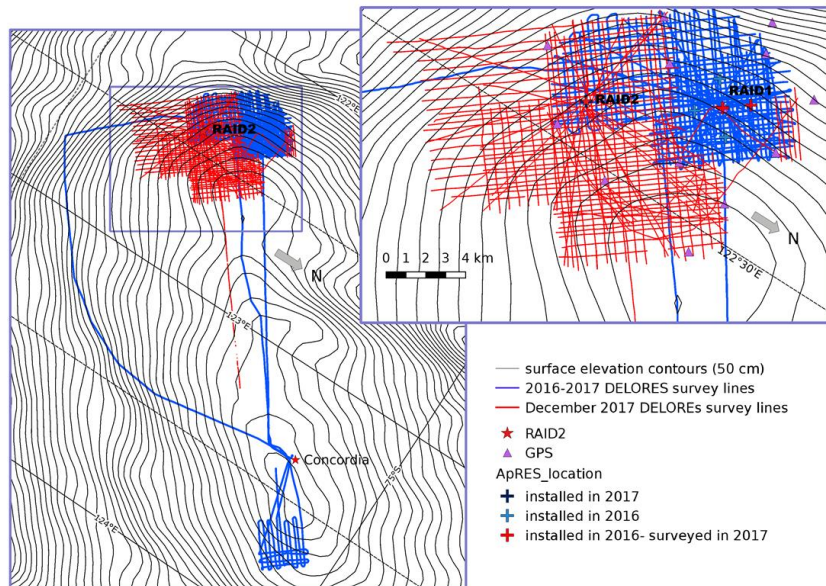 122°E
RAID2
N
123°E
Concordia
75°S
124°E
RAID2
RAID1
N
0 1 2 3 4 km
122°30'E
surface elevation contours (50 cm)
2016-2017 DELORES survey lines
December 2017 DELOREs survey lines
RAID2
GPS
ApRES_location
installed in 2017
installed in 2016
installed in 2016- surveyed in 2017